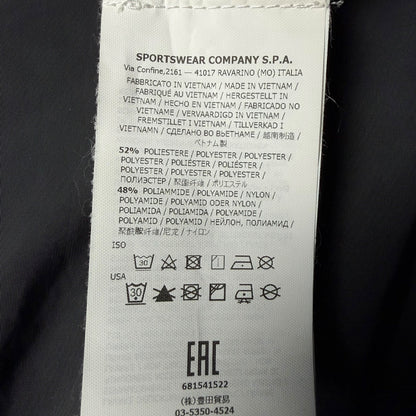 SPORTSWEAR COMPANY S.P.A.
Via Confine,2161 — 41017 RAVARINO (MO) ITALIA
FABBRICATO IN VIETNAM / MADE IN VIETNAM /
FABRIQUÉ AU VIETNAM / HERGESTELLT IN
VIETNAM / HECHO EN VIETNAM / FABRICADO NO
VIETNAME / VERVAARDIGD IN VIETNAM /
FREMSTILLET I VIETNAM / TILLVERKAD I
VIETNAMN / СДЕЛАНО ВО ВЬЕТНАМЕ / 越南制造 /
ベトナム製
52% POLIESTERE / POLYESTER / POLYESTER /
POLYESTER / POLIÉSTER / POLIÉSTER /
POLYESTER / POLYESTER / POLYESTER /
ПОЛИЭСТЕР / 聚酯纤维 / ポリエステル
48% POLIAMMIDE / POLYAMIDE / NYLON /
POLYAMIDE / POLYAMID ODER NYLON /
POLIAMIDA / POLIAMIDA / POLYAMIDE /
POLYAMID / POLYAMID / НЕЙЛОН, ПОЛИАМИД /
聚酰胺纤维/尼龙 / ナイロン
ISO
30
USA
30
EAC
681541522
(株)豊田貿易
03-5350-4524